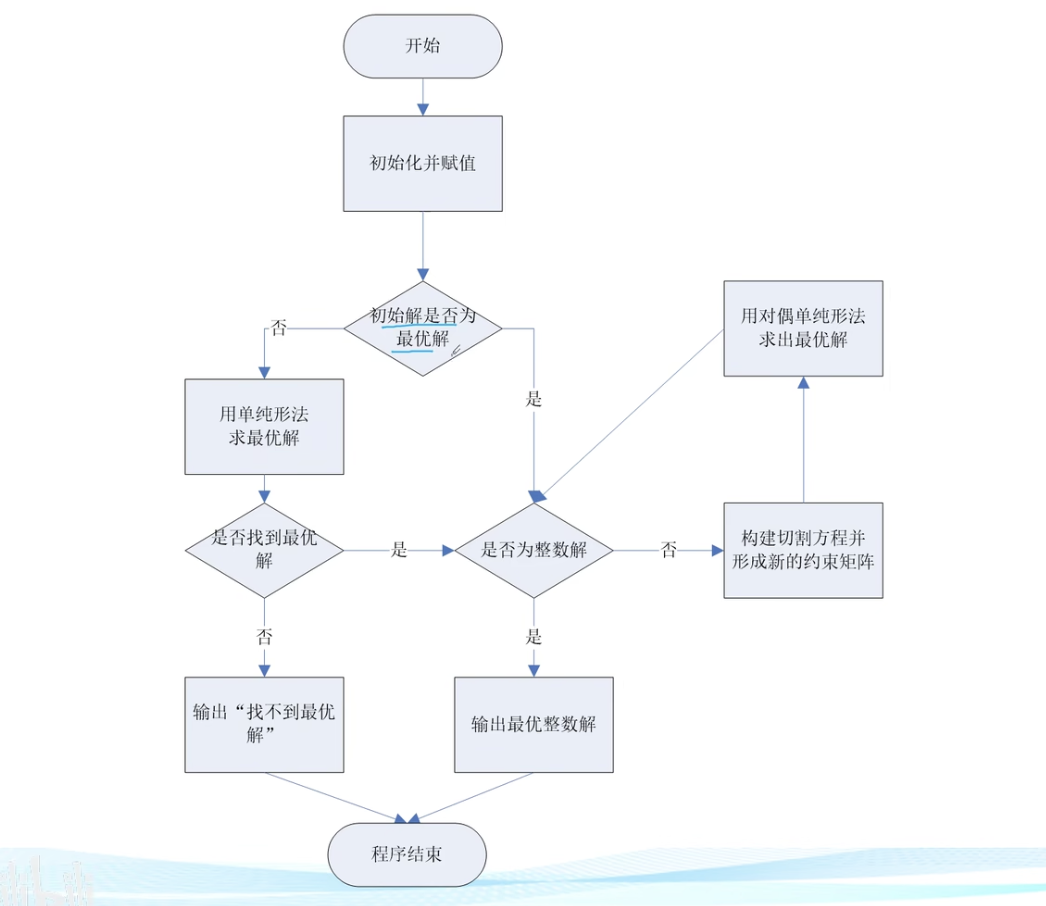 开始
初始化并赋值
初始解是否为
最优解
否
是
用单纯形法
求最优解
用对偶单纯形法
求出最优解
是否找到最优
解
是
是否为整数解
否
构建切割方程并
形成新的约束矩阵
否
是
输出“找不到最优
解”
输出最优整数解
程序结束